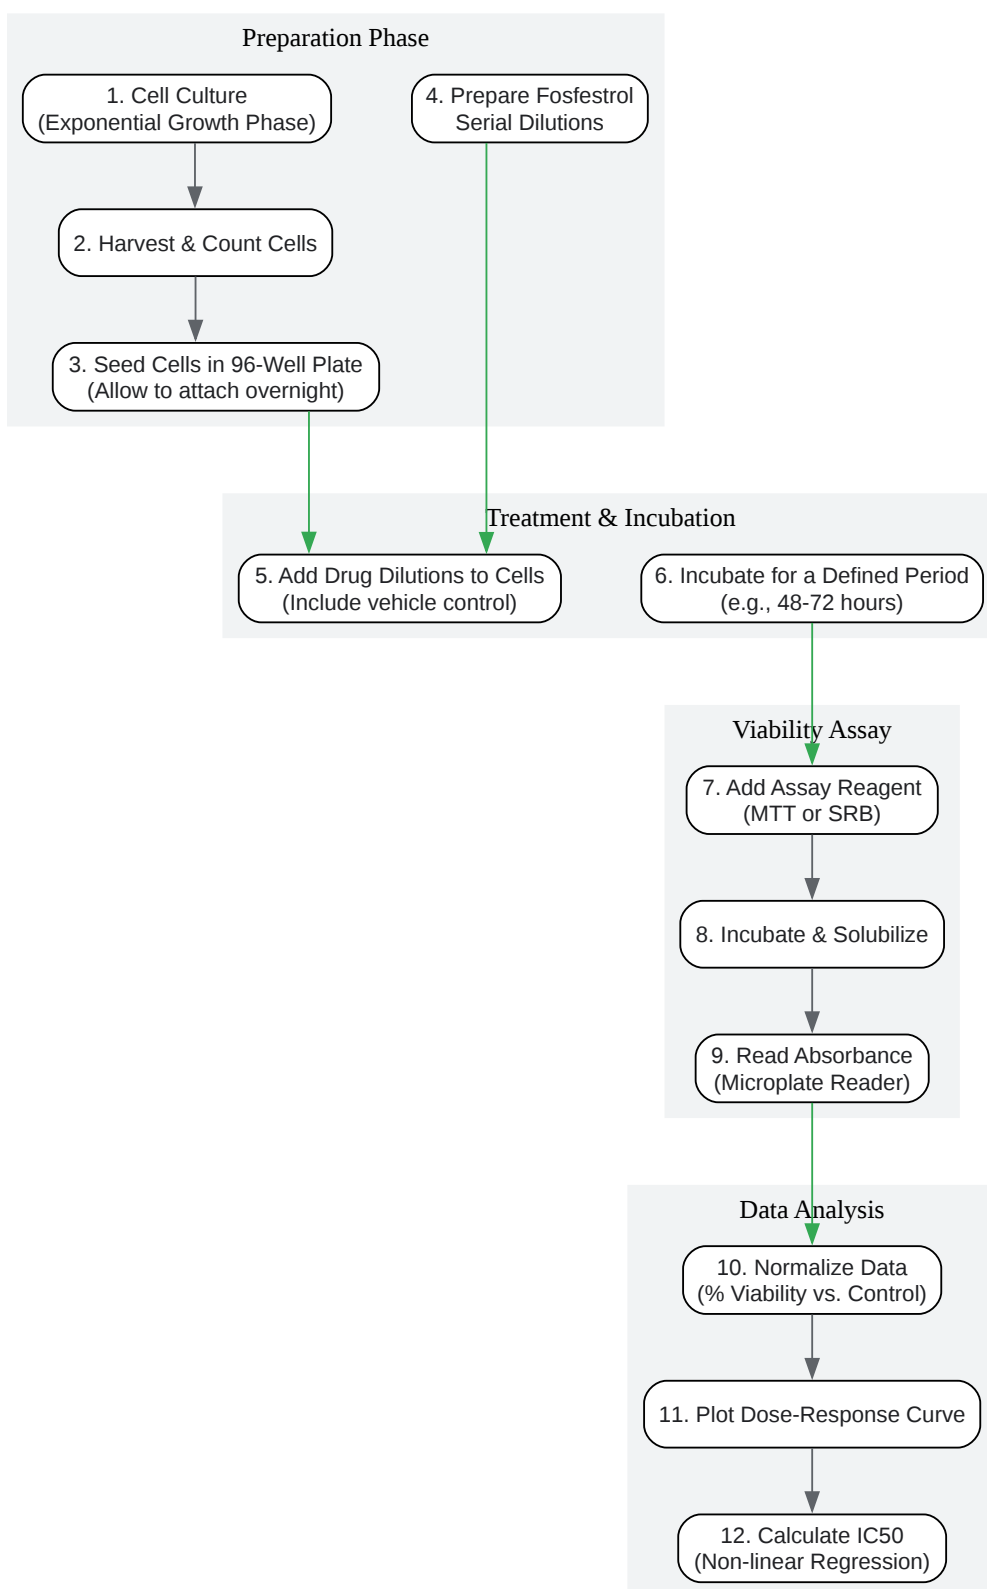 Preparation Phase
1. Cell Culture
(Exponential Growth Phase)
4. Prepare Fosfestrol
Serial Dilutions
2. Harvest & Count Cells
3. Seed Cells in 96-Well Plate
(Allow to attach overnight)
Treatment & Incubation
5. Add Drug Dilutions to Cells
(Include vehicle control)
6. Incubate for a Defined Period
(e.g., 48-72 hours)
Viability Assay
7. Add Assay Reagent
(MTT or SRB)
8. Incubate & Solubilize
9. Read Absorbance
(Microplate Reader)
Data Analysis
10. Normalize Data
(% Viability vs. Control)
11. Plot Dose-Response Curve
12. Calculate IC50
(Non-linear Regression)